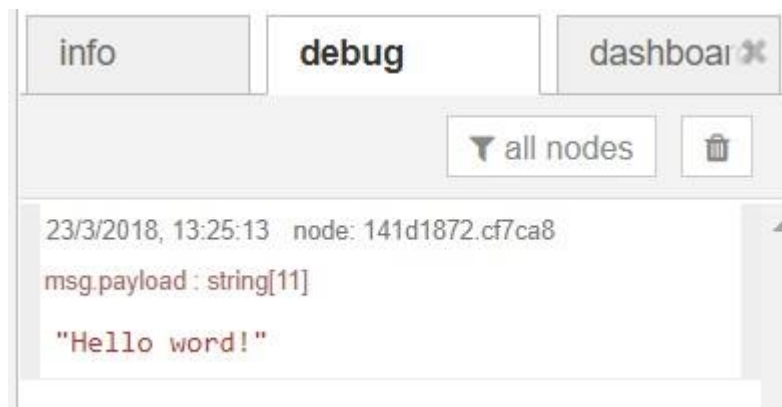 info debug dashboar
all nodes
23/3/2018, 13:25:13 node: 141d1872.cf7ca8
msg.payload : string[11]
"Hello word!"